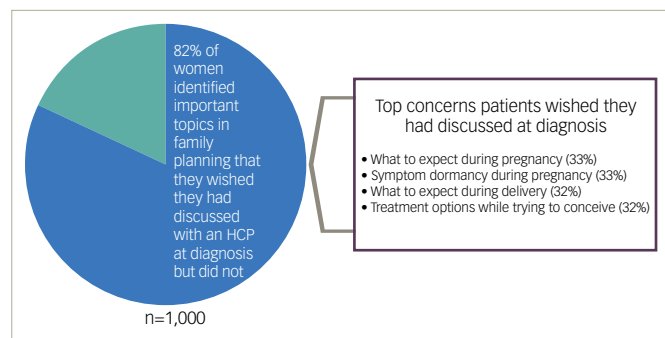 82% of
women
identified
important
topics in
family
planning that
they wished
they had
discussed
with an HCP
at diagnosis
but did not
n=1,000
Top concerns patients wished they
had discussed at diagnosis
• What to expect during pregnancy (33%)
• Symptom dormancy during pregnancy (33%)
• What to expect during delivery (32%)
• Treatment options while trying to conceive (32%)